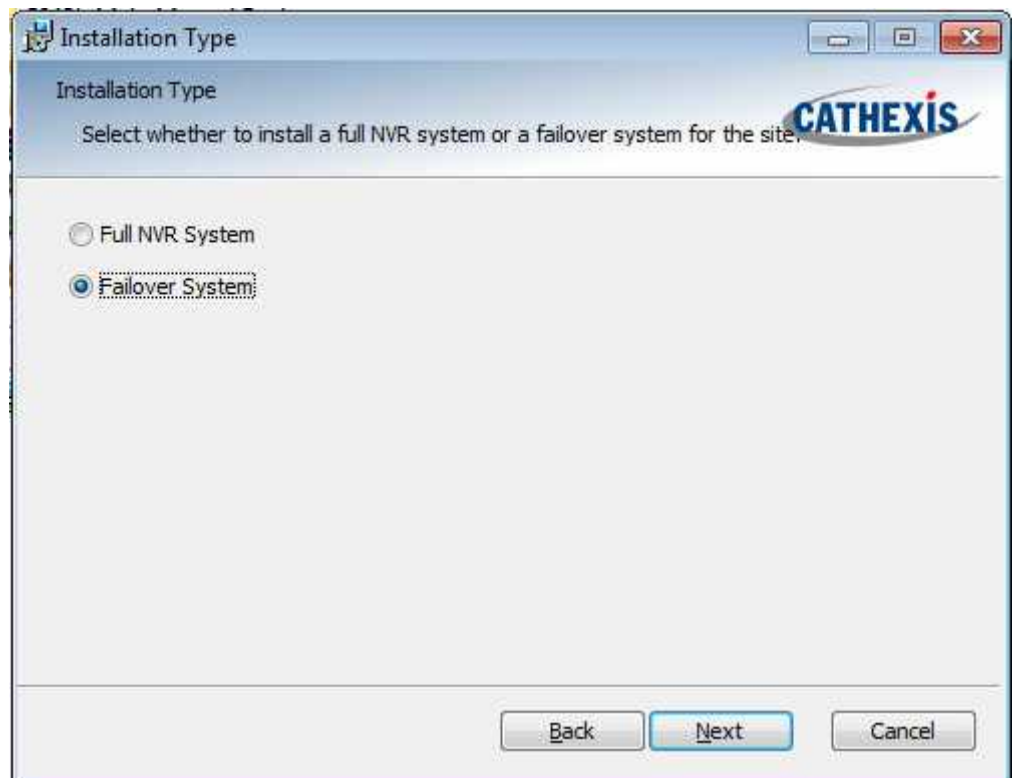 Installation Type
Installation Type
Select whether to install a full NVR system or a failover system for the site.
CATHEXIS
Full NVR System
Failover System
Back
Next
Cancel